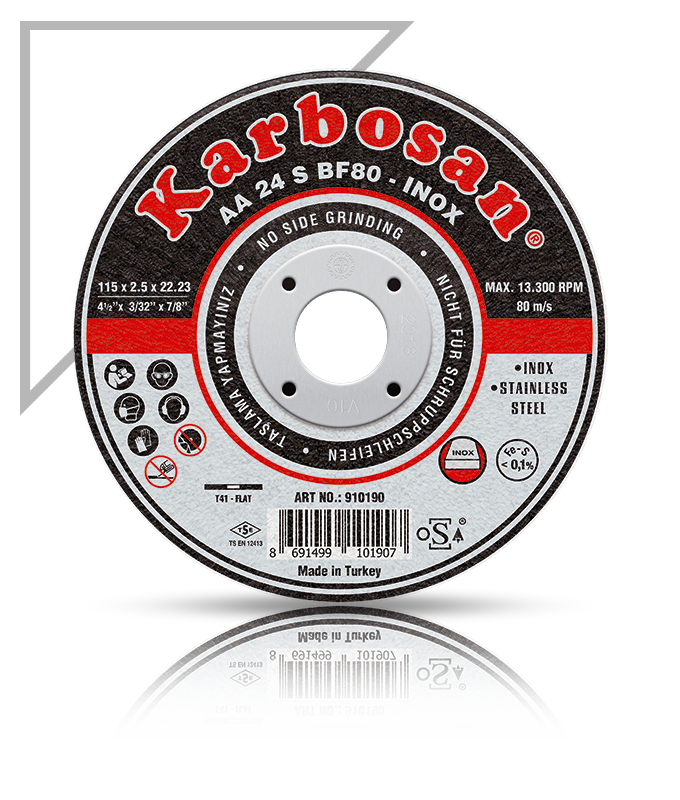 Karbosan®
AA 24 S BF80 - INOX
NO SIDE GRINDING •
NICHT FÜR SCHRUPPSCHLEIFEN •
TAŞLAMA YAPMAYINIZ •
115 x 2.5 x 22.23
4½”x 3/32” x 7/8”
MAX. 13.300 RPM
80 m/s
•INOX
•STAINLESS
STEEL
INOX
Fe-S
< 0,1%
T41 - FLAT
ART NO.: 910190
TSE
TS EN 12413
8 691499 101907
oSa®
Made in Turkey
V10